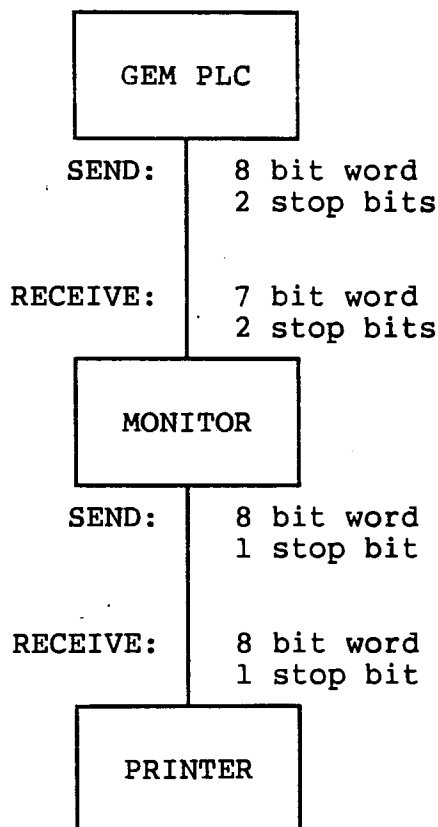 GEM PLC
SEND: 8 bit word
2 stop bits
RECEIVE: 7 bit word
2 stop bits
MONITOR
SEND: 8 bit word
1 stop bit
RECEIVE: 8 bit word
1 stop bit
PRINTER